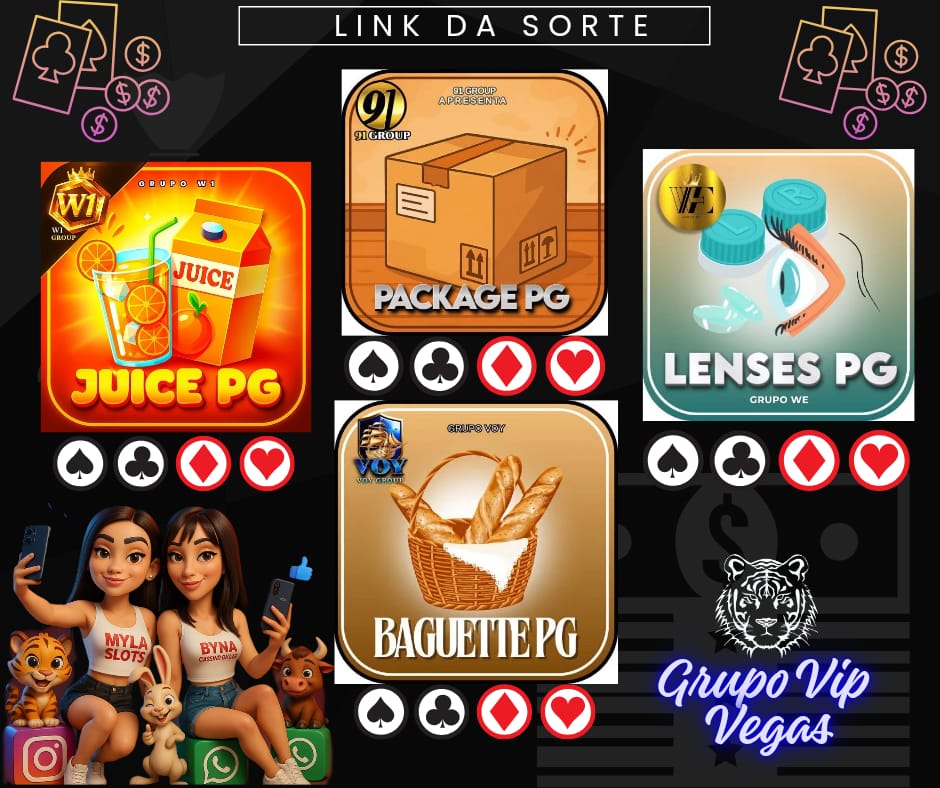 LINK DA SORTE
91
91 GROUP
91 GROUP
APRESENTA
PACKAGE PG
W1
W1
GROUP
GRUPO W1
JUICE
JUICE PG
WE
L
R
LENSES PG
GRUPO WE
VOY
VOY GROUP
GRUPO VOY
BAGUETTE PG
MYLA
SLOTS
BYNA
Grupo Vip
Vegas